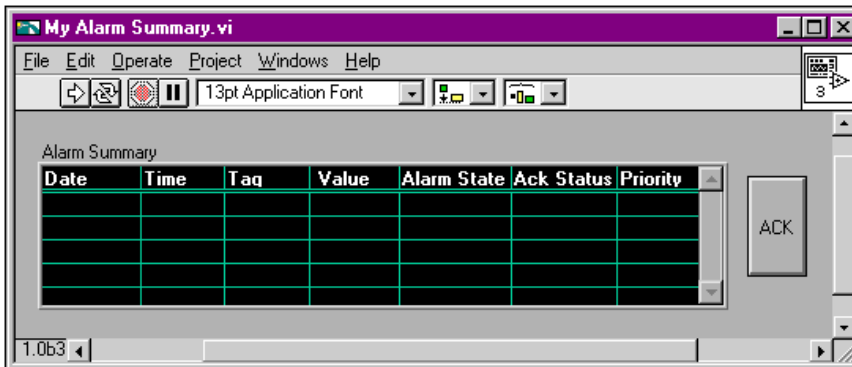 My Alarm Summary.vi
File Edit Operate Project Windows Help
13pt Application Font
3
Alarm Summary
Date Time Tag Value Alarm State Ack Status Priority
ACK
1.0b3